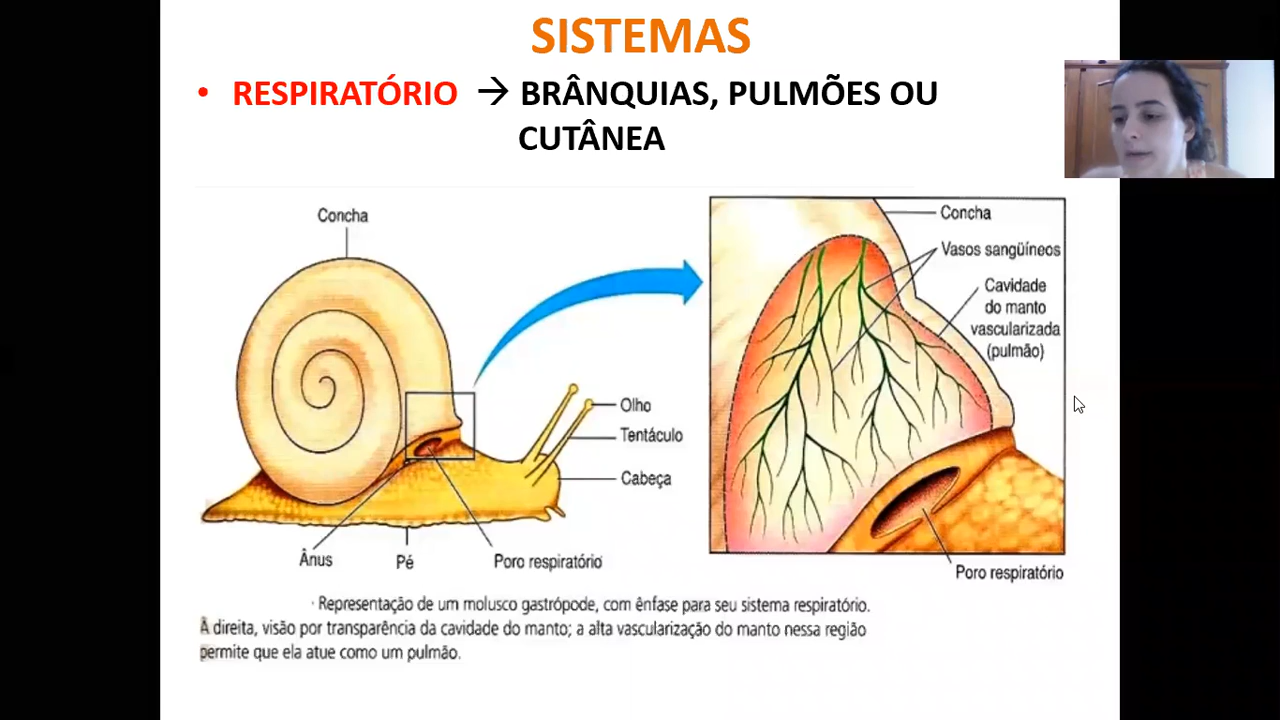 SISTEMAS
• RESPIRATÓRIO → BRÂNQUIAS, PULMÕES OU
CUTÂNEA
Concha
Olho
Tentáculo
Cabeça
Ânus
Pé
Poro respiratório
Concha
Vasos sangüíneos
Cavidade
do manto
vascularizada
(pulmão)
Poro respiratório
Representação de um molusco gastrópode, com ênfase para seu sistema respiratório.
À direita, visão por transparência da cavidade do manto; a alta vascularização do manto nessa região
permite que ela atue como um pulmão.